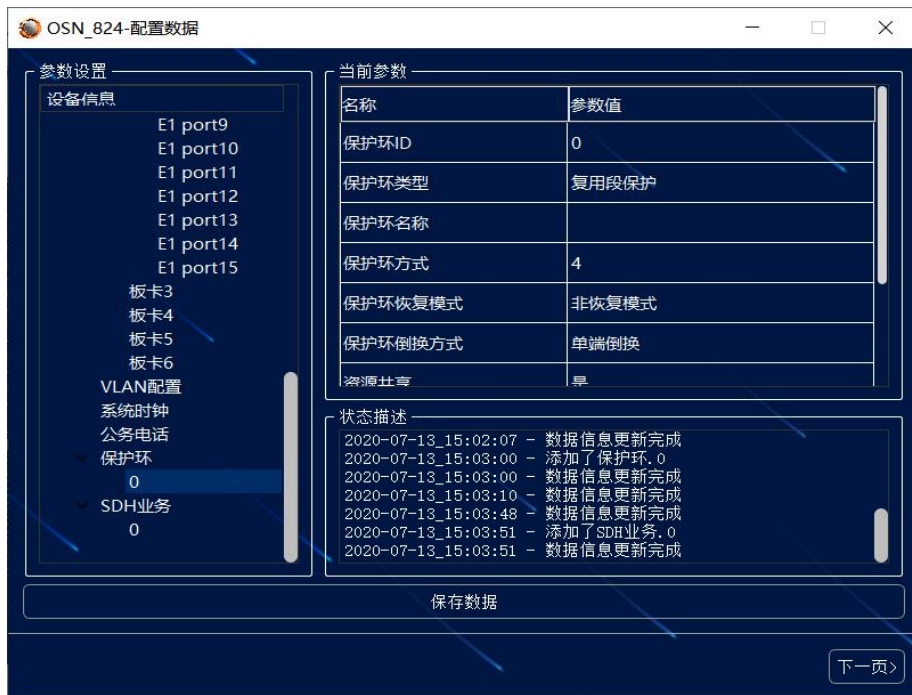 OSN_824-配置数据
参数设置
设备信息
E1 port9
E1 port10
E1 port11
E1 port12
E1 port13
E1 port14
E1 port15
板卡3
板卡4
板卡5
板卡6
VLAN配置
系统时钟
公务电话
保护环
0
SDH业务
0
当前参数
名称 参数值
保护环ID 0
保护环类型 复用段保护
保护环名称
保护环方式 4
保护环恢复模式 非恢复模式
保护环倒换方式 单端倒换
资源共享 是
状态描述
2020-07-13_15:02:07 - 数据信息更新完成
2020-07-13_15:03:00 - 添加了保护环.0
2020-07-13_15:03:00 - 数据信息更新完成
2020-07-13_15:03:10 - 数据信息更新完成
2020-07-13_15:03:48 - 数据信息更新完成
2020-07-13_15:03:51 - 添加了SDH业务.0
2020-07-13_15:03:51 - 数据信息更新完成
保存数据
下一页>